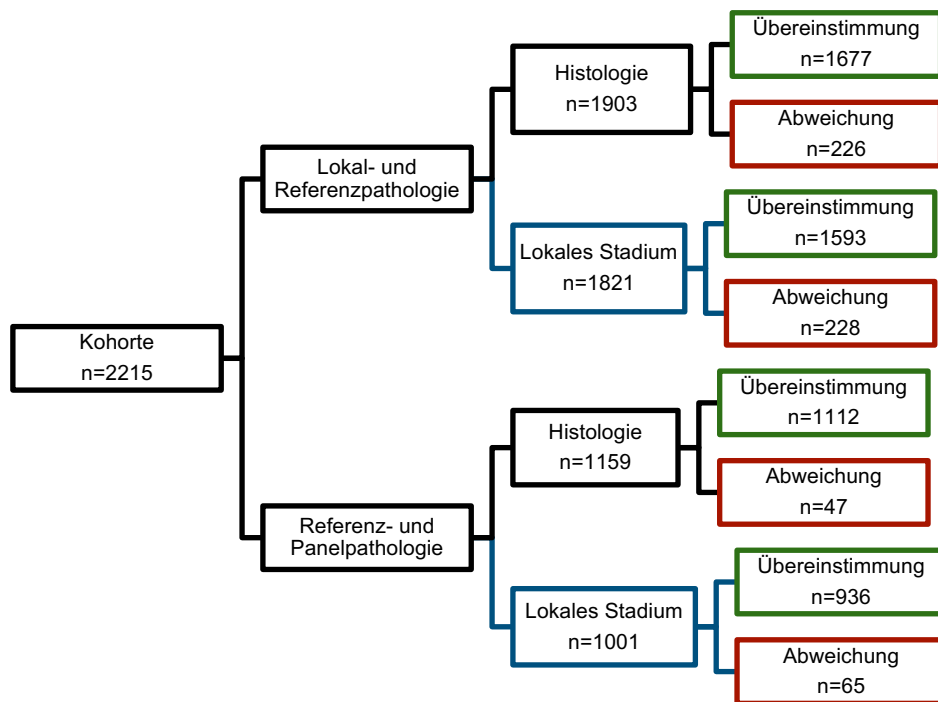 Kohorte
n=2215
Lokal- und
Referenzpathologie
Histologie
n=1903
Übereinstimmung
n=1677
Abweichung
n=226
Lokales Stadium
n=1821
Übereinstimmung
n=1593
Abweichung
n=228
Referenz- und
Panelpathologie
Histologie
n=1159
Übereinstimmung
n=1112
Abweichung
n=47
Lokales Stadium
n=1001
Übereinstimmung
n=936
Abweichung
n=65